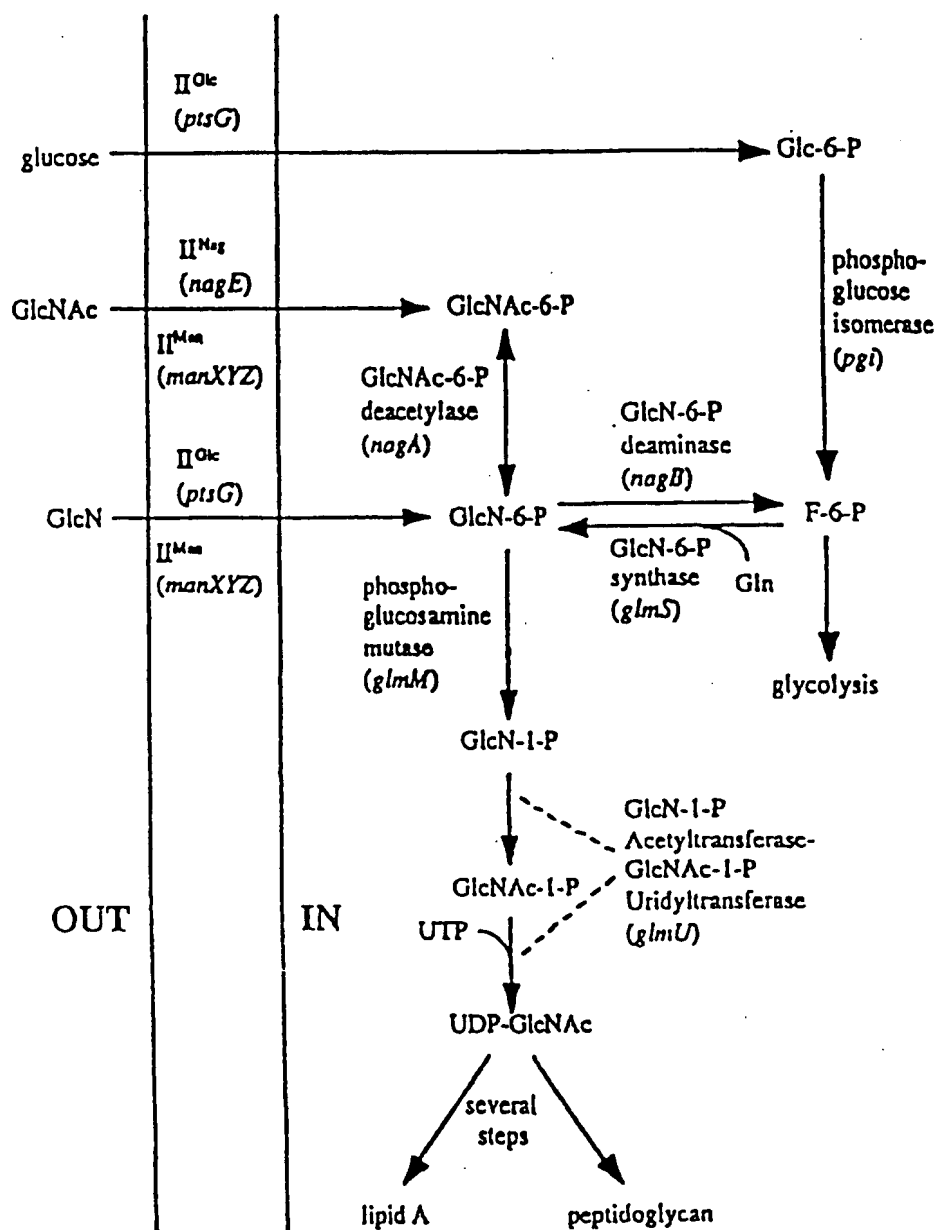 II^Glc
(ptsG)
glucose
Glc-6-P
II^Nag
(nagE)
GlcNAc
GlcNAc-6-P
phospho-
glucose
isomerase
(pgi)
II^Man
(manXYZ)
GlcNAc-6-P
deacetylase
(nagA)
GlcN-6-P
deaminase
(nagB)
II^Glc
(ptsG)
GlcN
GlcN-6-P
F-6-P
II^Man
(manXYZ)
GlcN-6-P
synthase
(glmS)
Gln
phospho-
glucosamine
mutase
(glmM)
glycolysis
GlcN-1-P
GlcN-1-P
Acetyltransferase-
GlcNAc-1-P
Uridyltransferase
(glmU)
GlcNAc-1-P
OUT
IN
UTP
UDP-GlcNAc
several
steps
lipid A
peptidoglycan